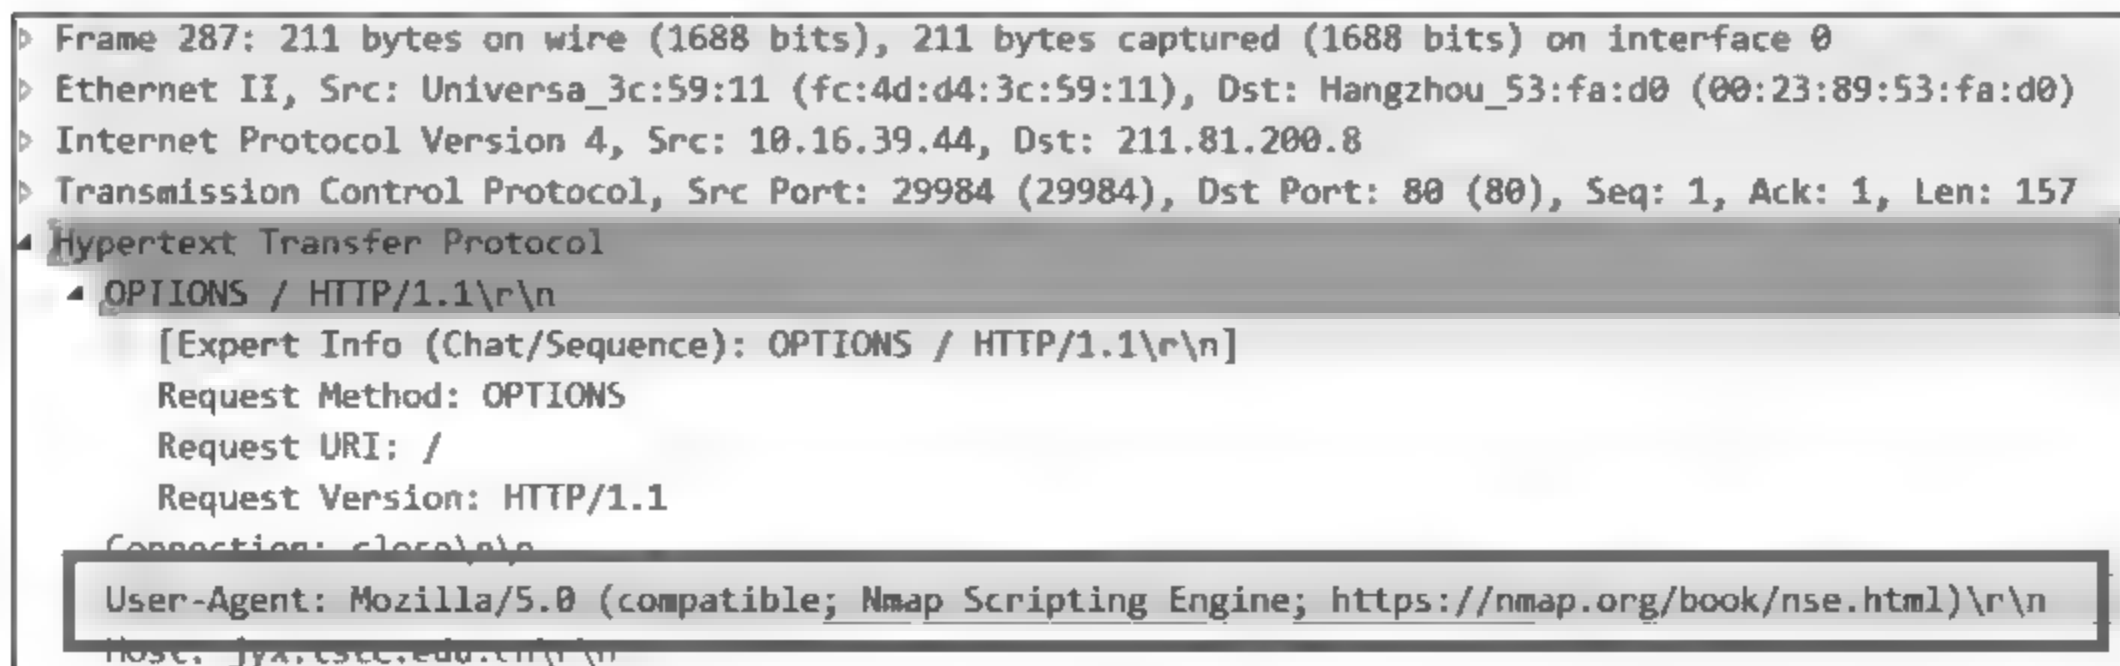 Frame 287: 211 bytes on wire (1688 bits), 211 bytes captured (1688 bits) on interface 0
Ethernet II, Src: Universa_3c:59:11 (fc:4d:d4:3c:59:11), Dst: Hangzhou_53:fa:d0 (00:23:89:53:fa:d0)
Internet Protocol Version 4, Src: 10.16.39.44, Dst: 211.81.200.8
Transmission Control Protocol, Src Port: 29984 (29984), Dst Port: 80 (80), Seq: 1, Ack: 1, Len: 157
Hypertext Transfer Protocol
OPTIONS / HTTP/1.1\r\n
[Expert Info (Chat/Sequence): OPTIONS / HTTP/1.1\r\n]
Request Method: OPTIONS
Request URI: /
Request Version: HTTP/1.1
Connection: close\r\n
User-Agent: Mozilla/5.0 (compatible; Nmap Scripting Engine; https://nmap.org/book/nse.html)\r\n
Host: